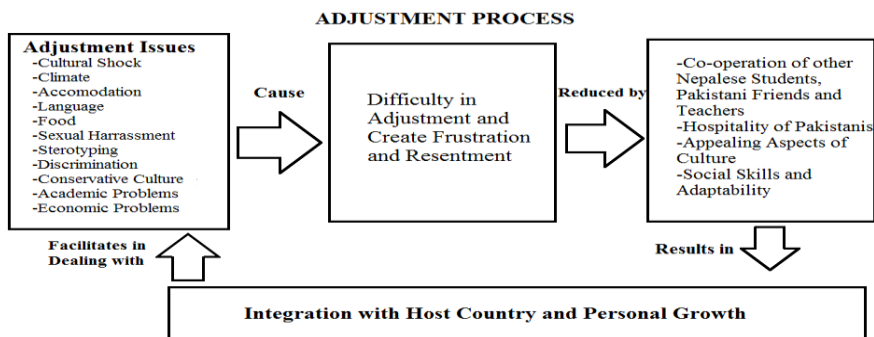 ADJUSTMENT PROCESS
Adjustment Issues
-Cultural Shock
-Climate
-Accomodation
-Language
-Food
-Sexual Harrassment
-Sterotyping
-Discrimination
-Conservative Culture
-Academic Problems
-Economic Problems
Cause
Difficulty in
Adjustment and
Create Frustration
and Resentment
Reduced by
-Co-operation of other
Nepalese Students,
Pakistani Friends and
Teachers
-Hospitality of Pakistanis
-Appealing Aspects of
Culture
-Social Skills and
Adaptability
Results in
Integration with Host Country and Personal Growth
Facilitates in
Dealing with